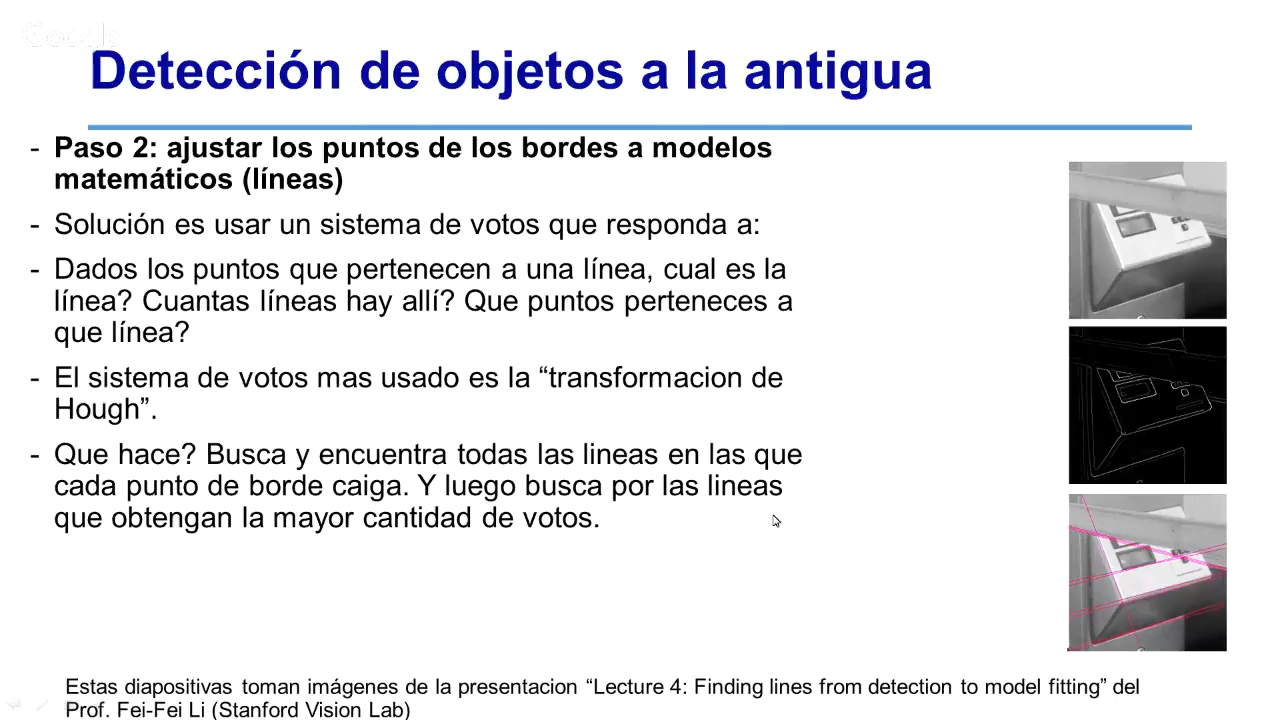 Google
Detección de objetos a la antigua
- Paso 2: ajustar los puntos de los bordes a modelos
matemáticos (líneas)
- Solución es usar un sistema de votos que responda a:
- Dados los puntos que pertenecen a una línea, cual es la
línea? Cuantas líneas hay allí? Que puntos perteneces a
que línea?
- El sistema de votos mas usado es la “transformacion de
Hough”.
- Que hace? Busca y encuentra todas las lineas en las que
cada punto de borde caiga. Y luego busca por las lineas
que obtengan la mayor cantidad de votos.
Estas diapositivas toman imágenes de la presentacion “Lecture 4: Finding lines from detection to model fitting” del
Prof. Fei-Fei Li (Stanford Vision Lab)